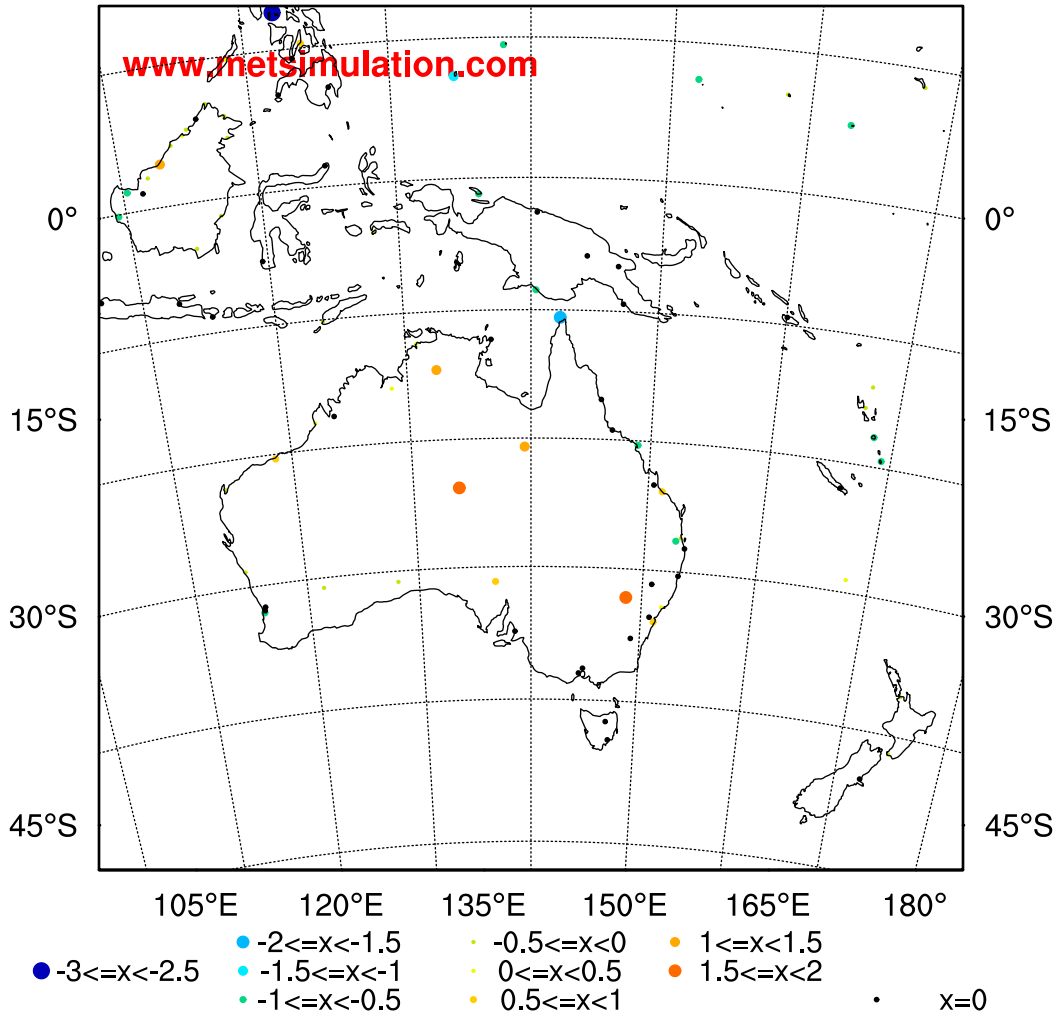 www.metsimulation.com
0° 0°
15°S 15°S
30°S 30°S
45°S 45°S
105°E 120°E 135°E 150°E 165°E 180°
-2<=x<-1.5 -0.5<=x<0 1<=x<1.5
-3<=x<-2.5 -1.5<=x<-1 0<=x<0.5 1.5<=x<2
-1<=x<-0.5 0.5<=x<1 x=0